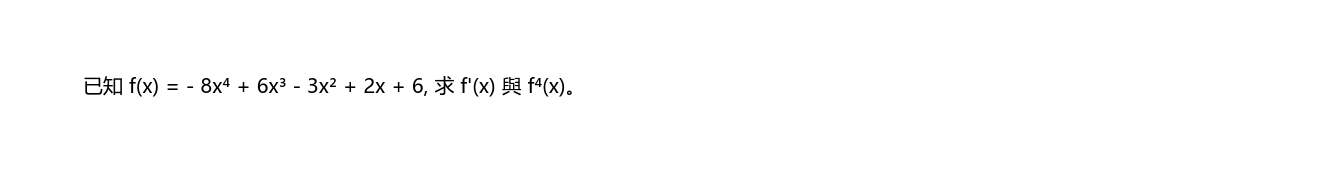 已知 f(x) = - 8x⁴ + 6x³ - 3x² + 2x + 6, 求 f'(x) 與 f⁴(x)。